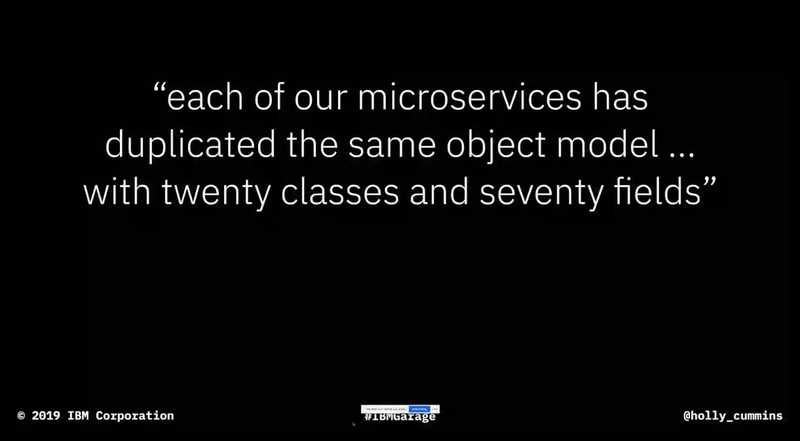 “each of our microservices has
duplicated the same object model ...
with twenty classes and seventy fields”
© 2019 IBM Corporation
#IBMGarage
@holly_cummins